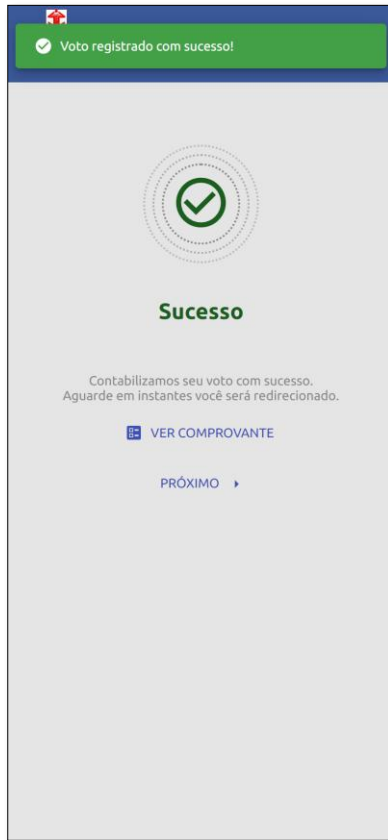 Voto registrado com sucesso!
Sucesso
Contabilizamos seu voto com sucesso.
Aguarde em instantes você será redirecionado.
VER COMPROVANTE
PRÓXIMO